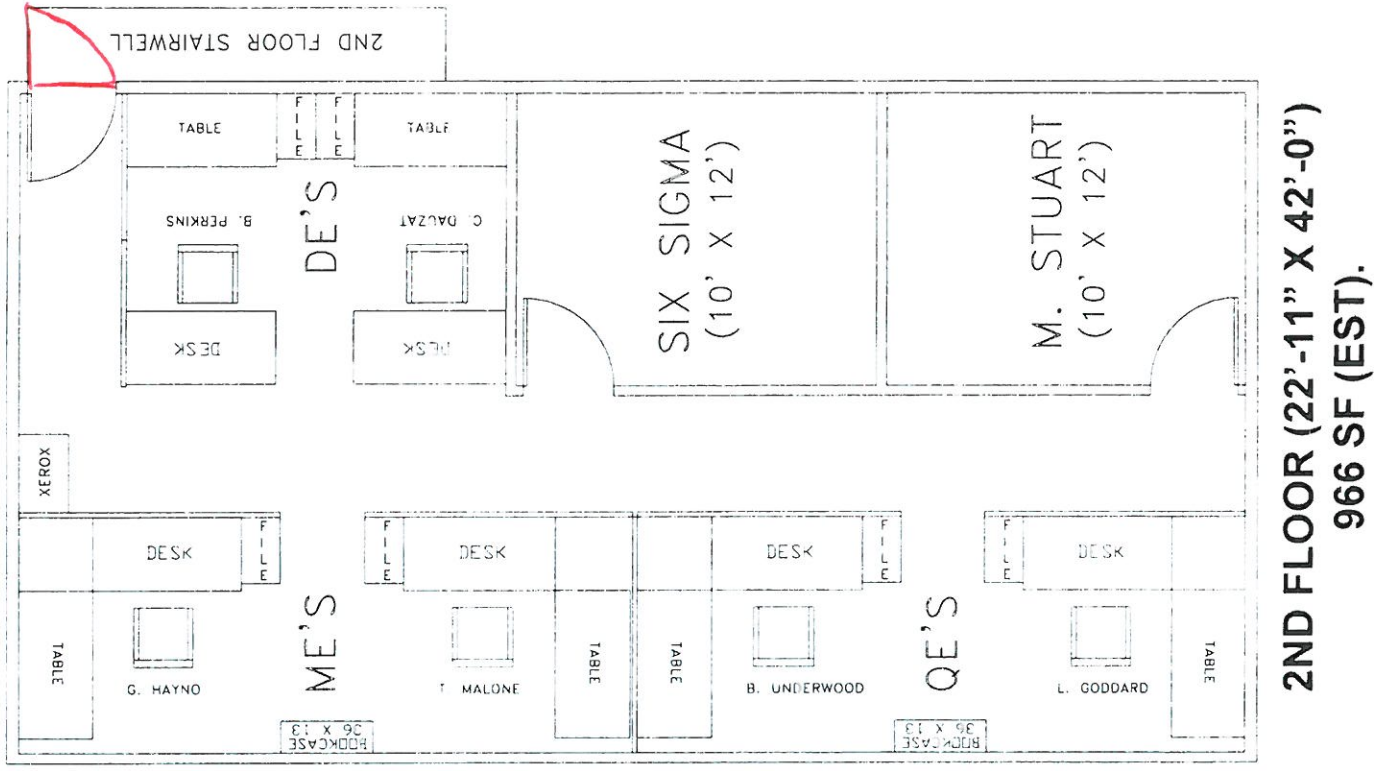 2ND FLOOR STAIRWELL
TABLE
FILE
FILE
TABLE
B. PERKINS
DE'S
C. DAUZAT
DESK
DESK
SIX SIGMA
(10' X 12')
M. STUART
(10' X 12')
XEROX
DESK
FILE
FILE
DESK
DESK
FILE
FILE
DESK
TABLE
G. HAYNO
ME'S
T MALONE
TABLE
TABLE
B. UNDERWOOD
QE'S
L. GODDARD
TABLE
BOOKCASE
36 X 13
BOOKCASE
36 X 13
2ND FLOOR (22'-11" X 42'-0")
966 SF (EST).